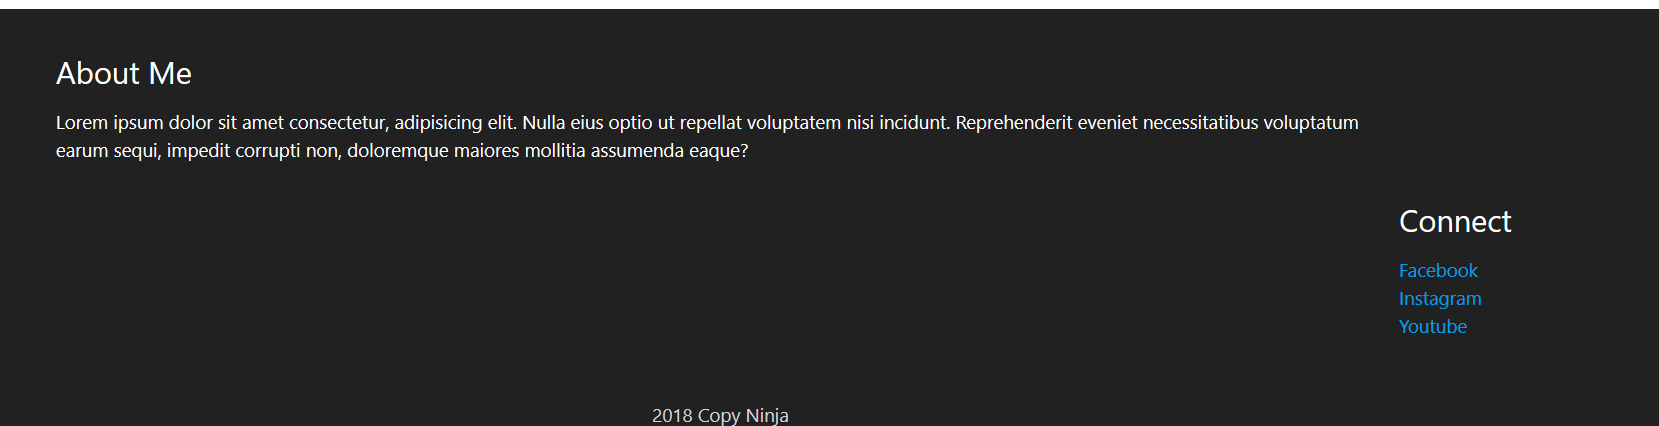 About Me
Lorem ipsum dolor sit amet consectetur, adipisicing elit. Nulla eius optio ut repellat voluptatem nisi incidunt. Reprehenderit eveniet necessitatibus voluptatum
earum sequi, impedit corrupti non, doloremque maiores mollitia assumenda eaque?
Connect
Facebook
Instagram
Youtube
2018 Copy Ninja